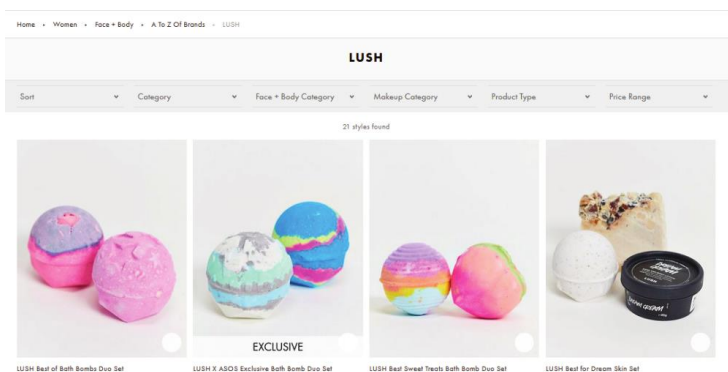 Home Women Face + Body A To Z Of Brands LUSH
LUSH
Sort Category Face + Body Category Makeup Category Product Type Price Range
21 styles found
EXCLUSIVE
LUSH Best of Bath Bombs Duo Set LUSH X ASOS Exclusive Bath Bomb Duo Set LUSH Best Sweet Treats Bath Bomb Duo Set LUSH Best for Dream Skin Set